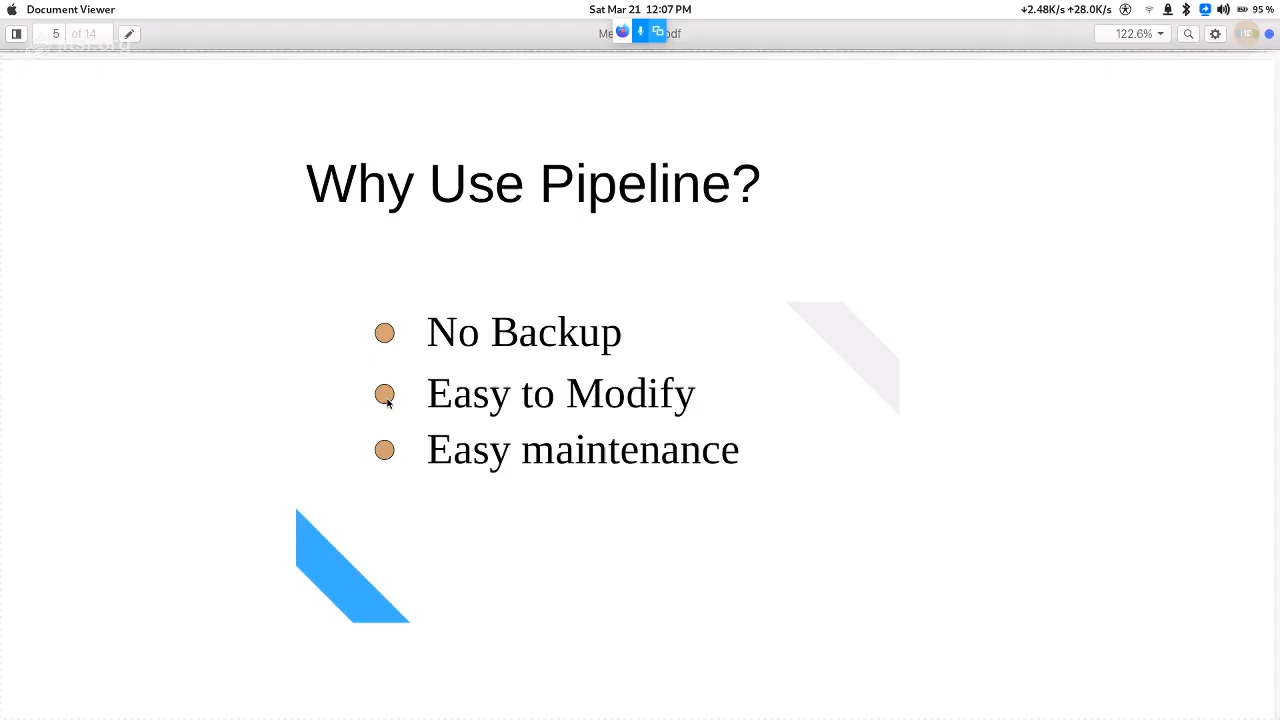 Document Viewer
Sat Mar 21 12:07 PM
↓2.48K/s ↑28.0K/s
95 %
5 of 14
122.6%
Why Use Pipeline?
No Backup
Easy to Modify
Easy maintenance